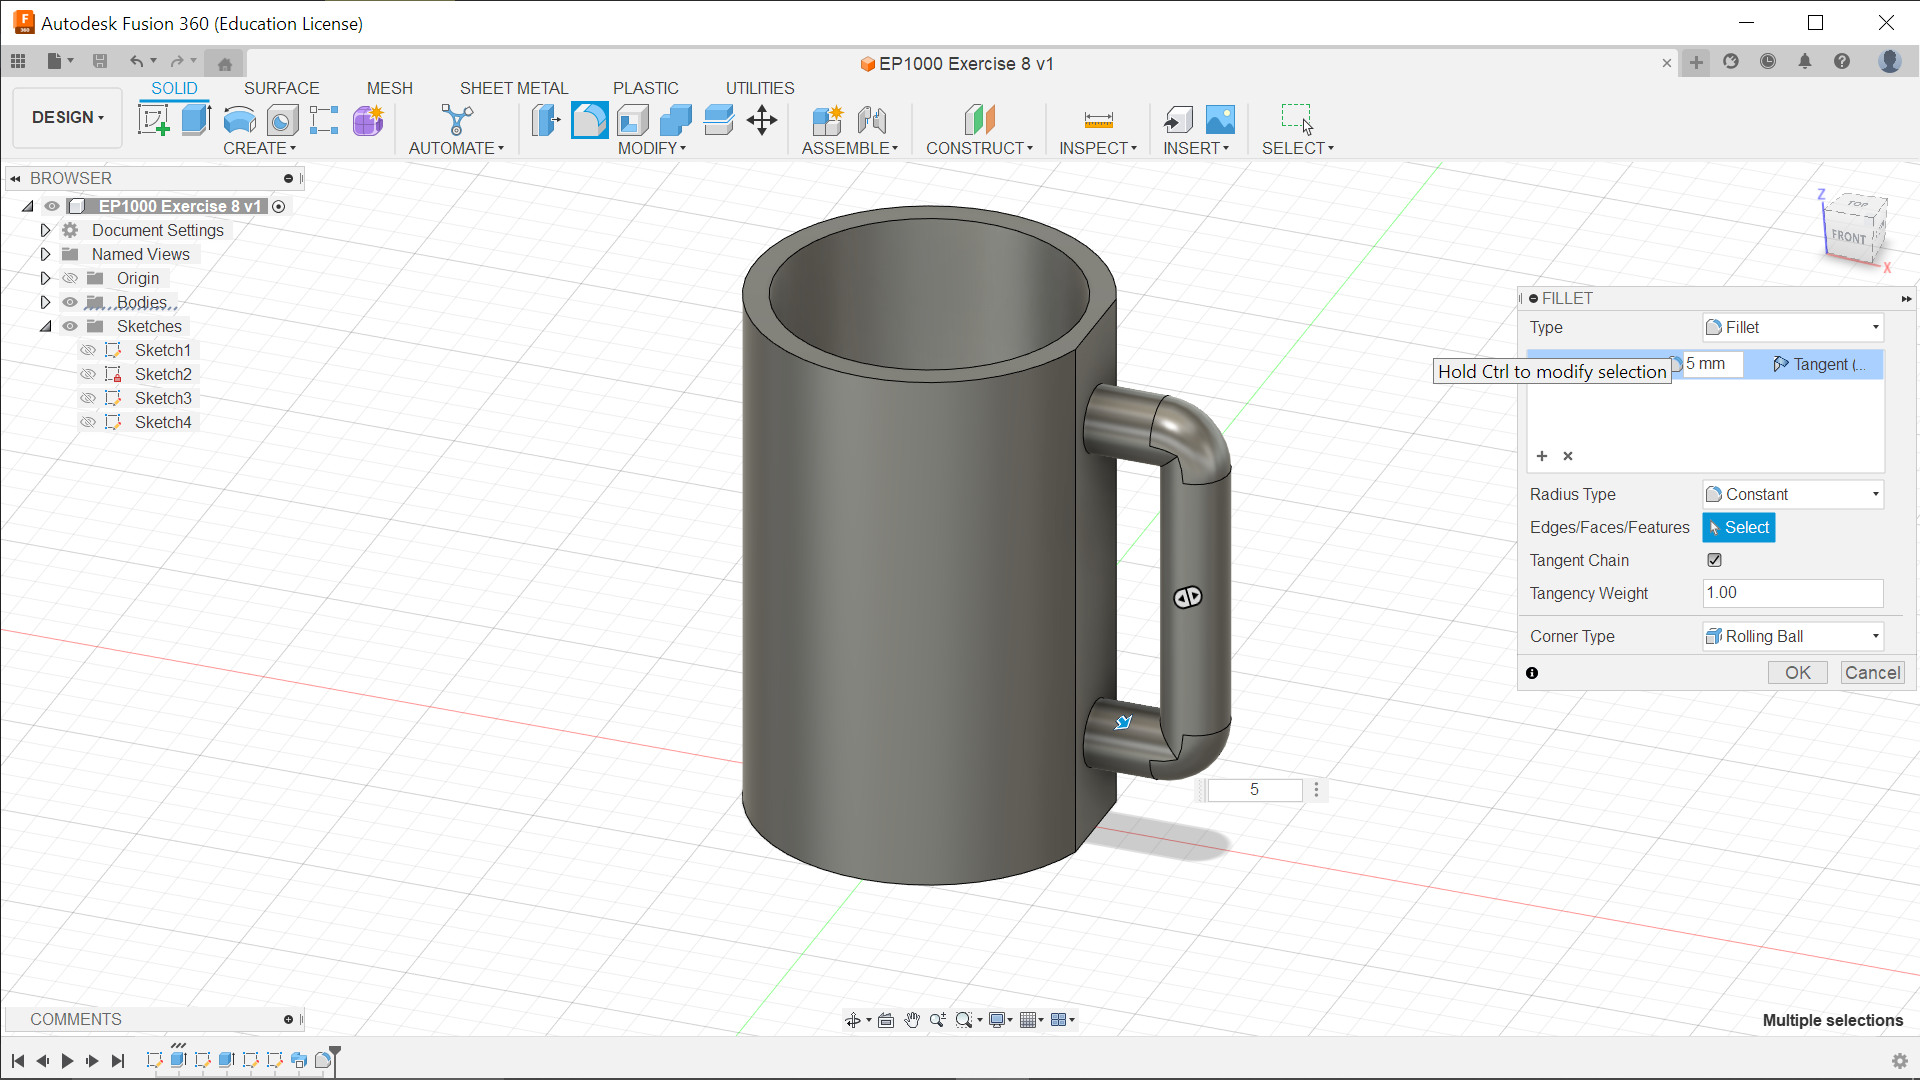 Autodesk Fusion 360 (Education License)
EP1000 Exercise 8 v1
SOLID SURFACE MESH SHEET METAL PLASTIC UTILITIES
DESIGN
CREATE AUTOMATE MODIFY ASSEMBLE CONSTRUCT INSPECT INSERT SELECT
BROWSER
EP1000 Exercise 8 v1
Document Settings
Named Views
Origin
Bodies
Sketches
Sketch1
Sketch2
Sketch3
Sketch4
Z
TOP
FRONT
X
FILLET
Type Fillet
Hold Ctrl to modify selection 5 mm Tangent (...
Radius Type Constant
Edges/Faces/Features Select
Tangent Chain
Tangency Weight 1.00
Corner Type Rolling Ball
OK Cancel
5
COMMENTS
Multiple selections